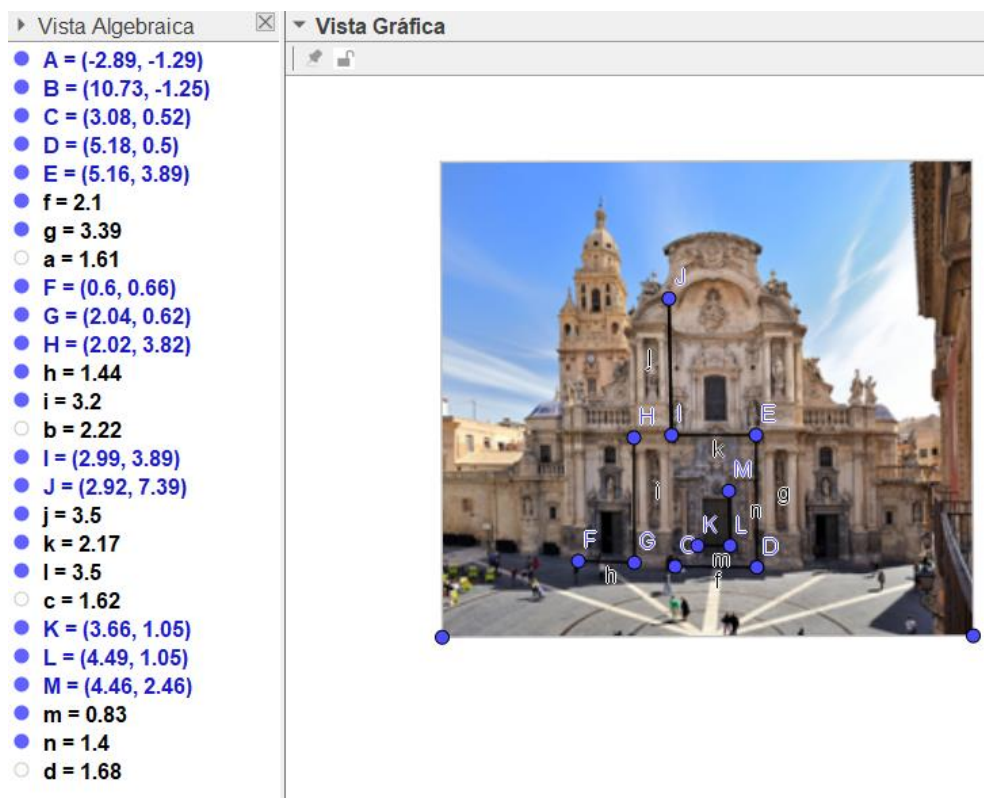 Vista Algebraica
A = (-2.89, -1.29)
B = (10.73, -1.25)
C = (3.08, 0.52)
D = (5.18, 0.5)
E = (5.16, 3.89)
f = 2.1
g = 3.39
a = 1.61
F = (0.6, 0.66)
G = (2.04, 0.62)
H = (2.02, 3.82)
h = 1.44
i = 3.2
b = 2.22
I = (2.99, 3.89)
J = (2.92, 7.39)
j = 3.5
k = 2.17
l = 3.5
c = 1.62
K = (3.66, 1.05)
L = (4.49, 1.05)
M = (4.46, 2.46)
m = 0.83
n = 1.4
d = 1.68
Vista Gráfica
J
j
H
I
E
k
M
i
g
n
K
L
F
G
C
D
m
h
f